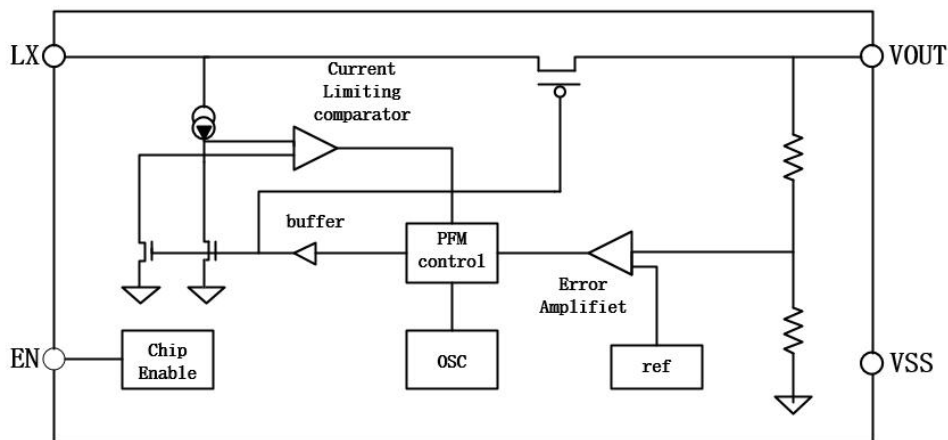 LX
VOUT
Current
Limiting
comparator
buffer
PFM
control
Error
Amplifiet
EN
Chip
Enable
OSC
ref
VSS